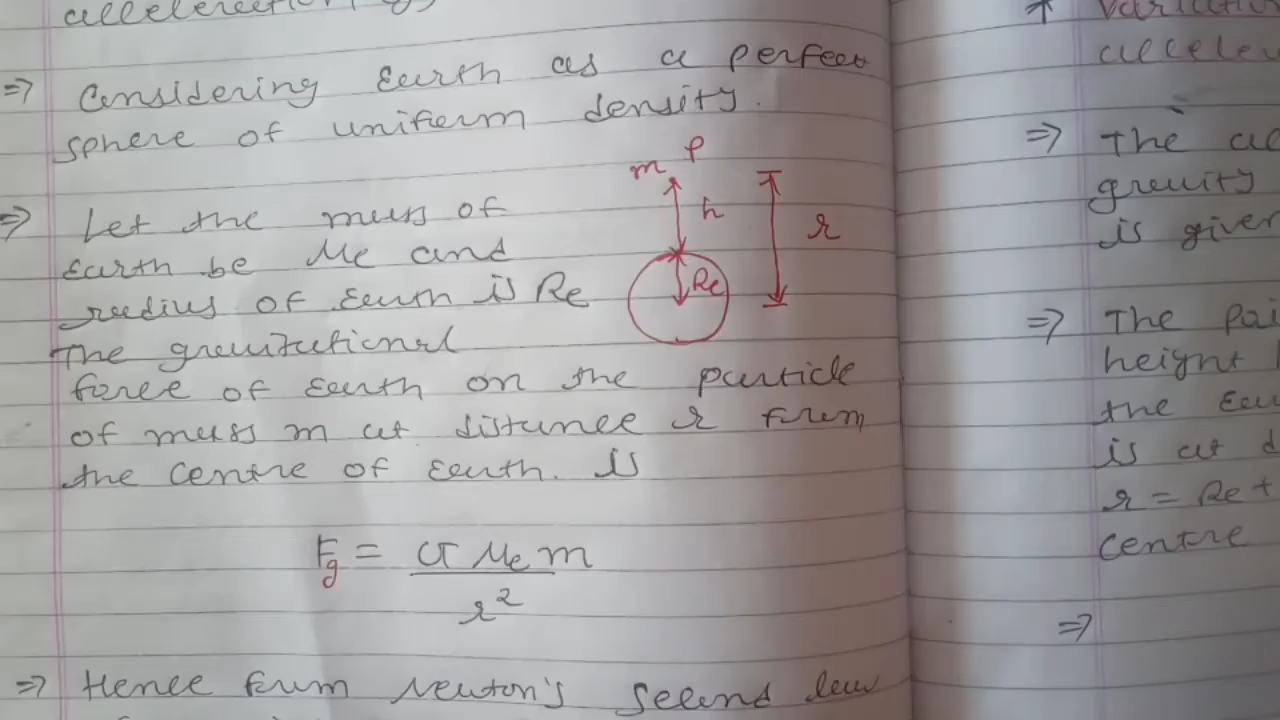 ⇒ Considering Earth as a perfect
sphere of uniform density.
m P
h
r
Re
⇒ Let the mass of
Earth be Me and
radius of Earth is Re
The gravitational
force of Earth on the particle
of mass m at distance r from
the centre of Earth. is
Fg = G Me m / r²
⇒ Hence from Newton's second law
⇒ The
gravity
is given
⇒ The
height
the
is at
r = Re +
centre
⇒